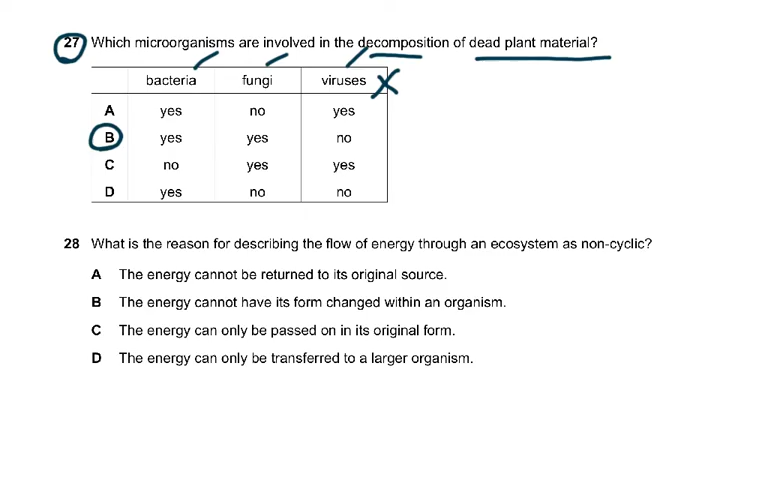 27 Which microorganisms are involved in the decomposition of dead plant material?
bacteria fungi viruses
A yes no yes
B yes yes no
C no yes yes
D yes no no
28 What is the reason for describing the flow of energy through an ecosystem as non-cyclic?
A The energy cannot be returned to its original source.
B The energy cannot have its form changed within an organism.
C The energy can only be passed on in its original form.
D The energy can only be transferred to a larger organism.